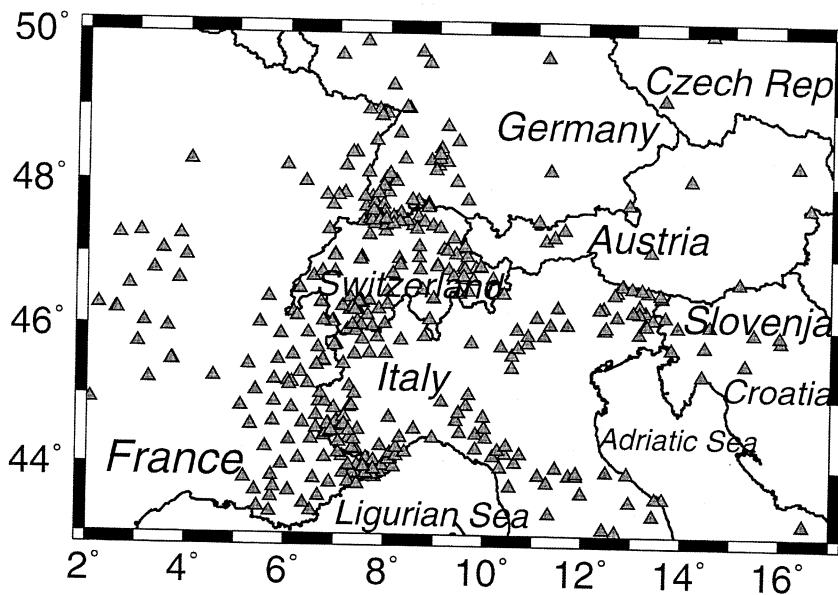 50°
Czech Rep
Germany
48°
Austria
Switzerland
46°
Slovenja
Italy
Croatia
Adriatic Sea
44°
France
Ligurian Sea
2° 4° 6° 8° 10° 12° 14° 16°